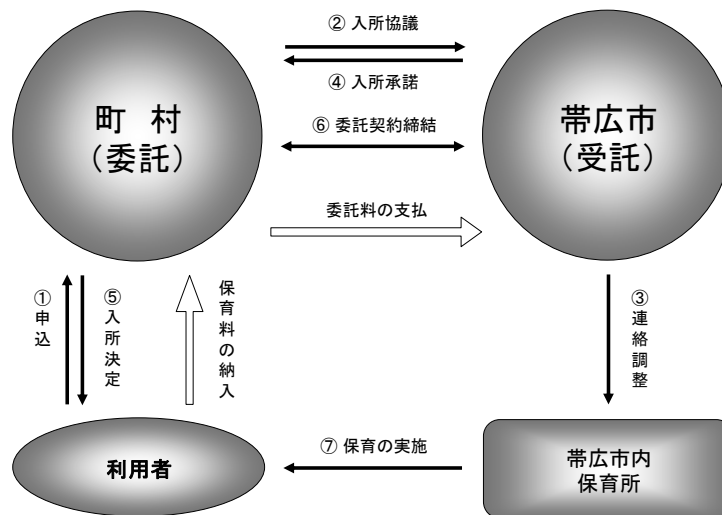 ② 入所協議
④ 入所承諾
町 村
(委託)
帯広市
(受託)
⑥ 委託契約締結
委託料の支払
①申込
⑤入所決定
保育料の納入
③連絡調整
利用者
⑦ 保育の実施
帯広市内
保育所